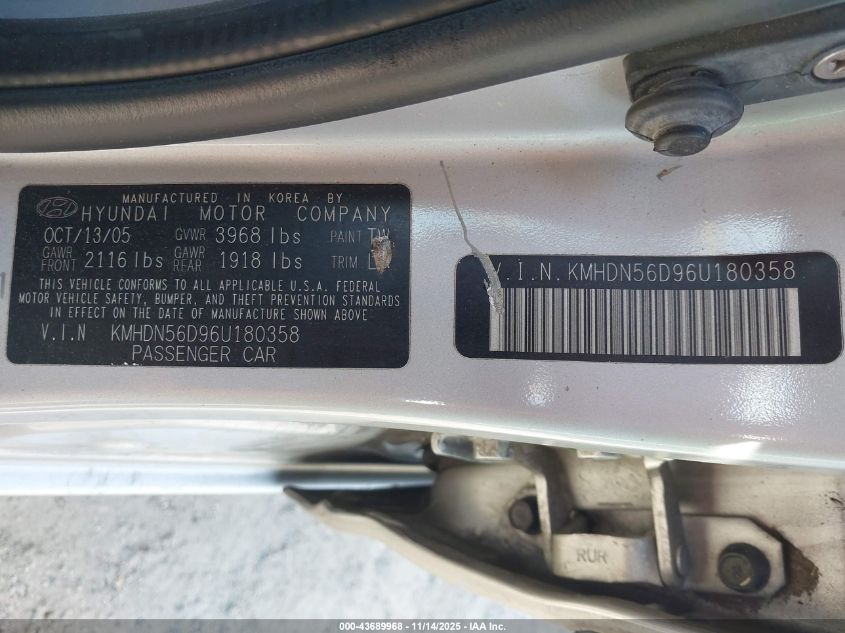 MANUFACTURED IN KOREA BY
HYUNDAI MOTOR COMPANY
OCT/13/05 GVWR 3968 lbs PAINT TW
GAWR FRONT 2116 lbs GAWR REAR 1918 lbs TRIM
THIS VEHICLE CONFORMS TO ALL APPLICABLE U.S.A. FEDERAL
MOTOR VEHICLE SAFETY, BUMPER, AND THEFT PREVENTION STANDARDS
IN EFFECT ON THE DATE OF MANUFACTURE SHOWN ABOVE
V.I.N KMHDN56D96U180358
PASSENGER CAR
V.I.N. KMHDN56D96U180358
RUR
000-43689968 - 11/14/2025 - IAA Inc.